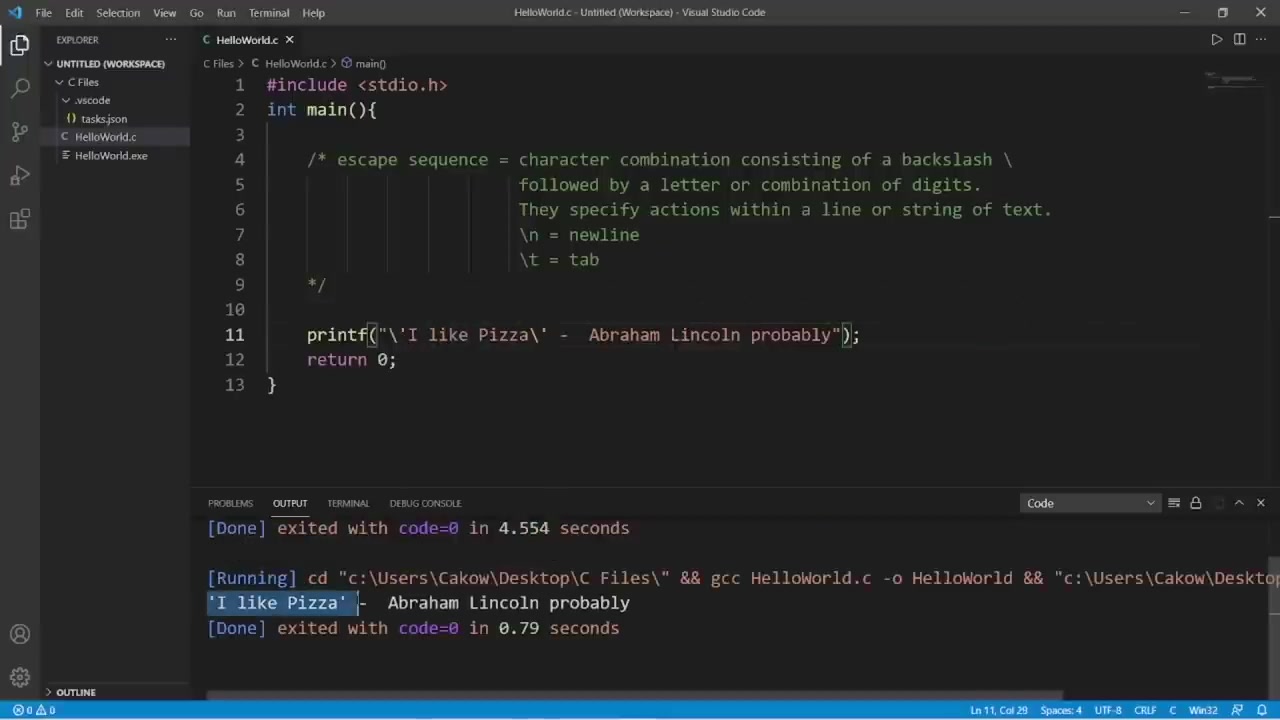 File Edit Selection View Go Run Terminal Help HelloWorld.c - Untitled (Workspace) - Visual Studio Code
EXPLORER
HelloWorld.c
UNTITLED (WORKSPACE)
C Files > C HelloWorld.c > main()
C Files
.vscode
tasks.json
C HelloWorld.c
HelloWorld.exe
1 #include <stdio.h>
2 int main(){
3
4 /* escape sequence = character combination consisting of a backslash \
5 followed by a letter or combination of digits.
6 They specify actions within a line or string of text.
7 \n = newline
8 \t = tab
9 */
10
11 printf("\'I like Pizza\' -  Abraham Lincoln probably");
12 return 0;
13 }
PROBLEMS OUTPUT TERMINAL DEBUG CONSOLE Code
[Done] exited with code=0 in 4.554 seconds
[Running] cd "c:\Users\Cakow\Desktop\C Files\" && gcc HelloWorld.c -o HelloWorld && "c:\Users\Cakow\Deskto
'I like Pizza' -  Abraham Lincoln probably
[Done] exited with code=0 in 0.79 seconds
OUTLINE
0 0 Ln 11, Col 29 Spaces: 4 UTF-8 CRLF C Win32